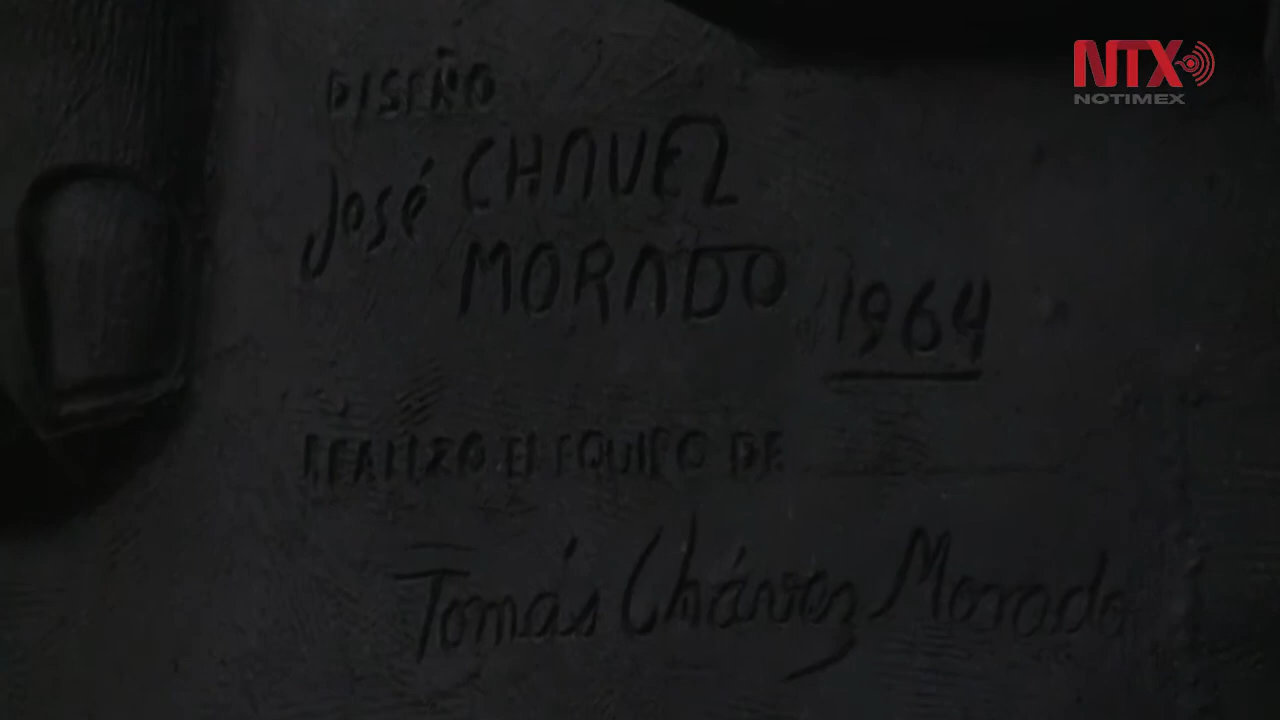 NTX
NOTIMEX
DISEÑO
José CHAVEZ
MORADO 1964
REALIZO EL EQUIPO DE
Tomás Chávez Morado